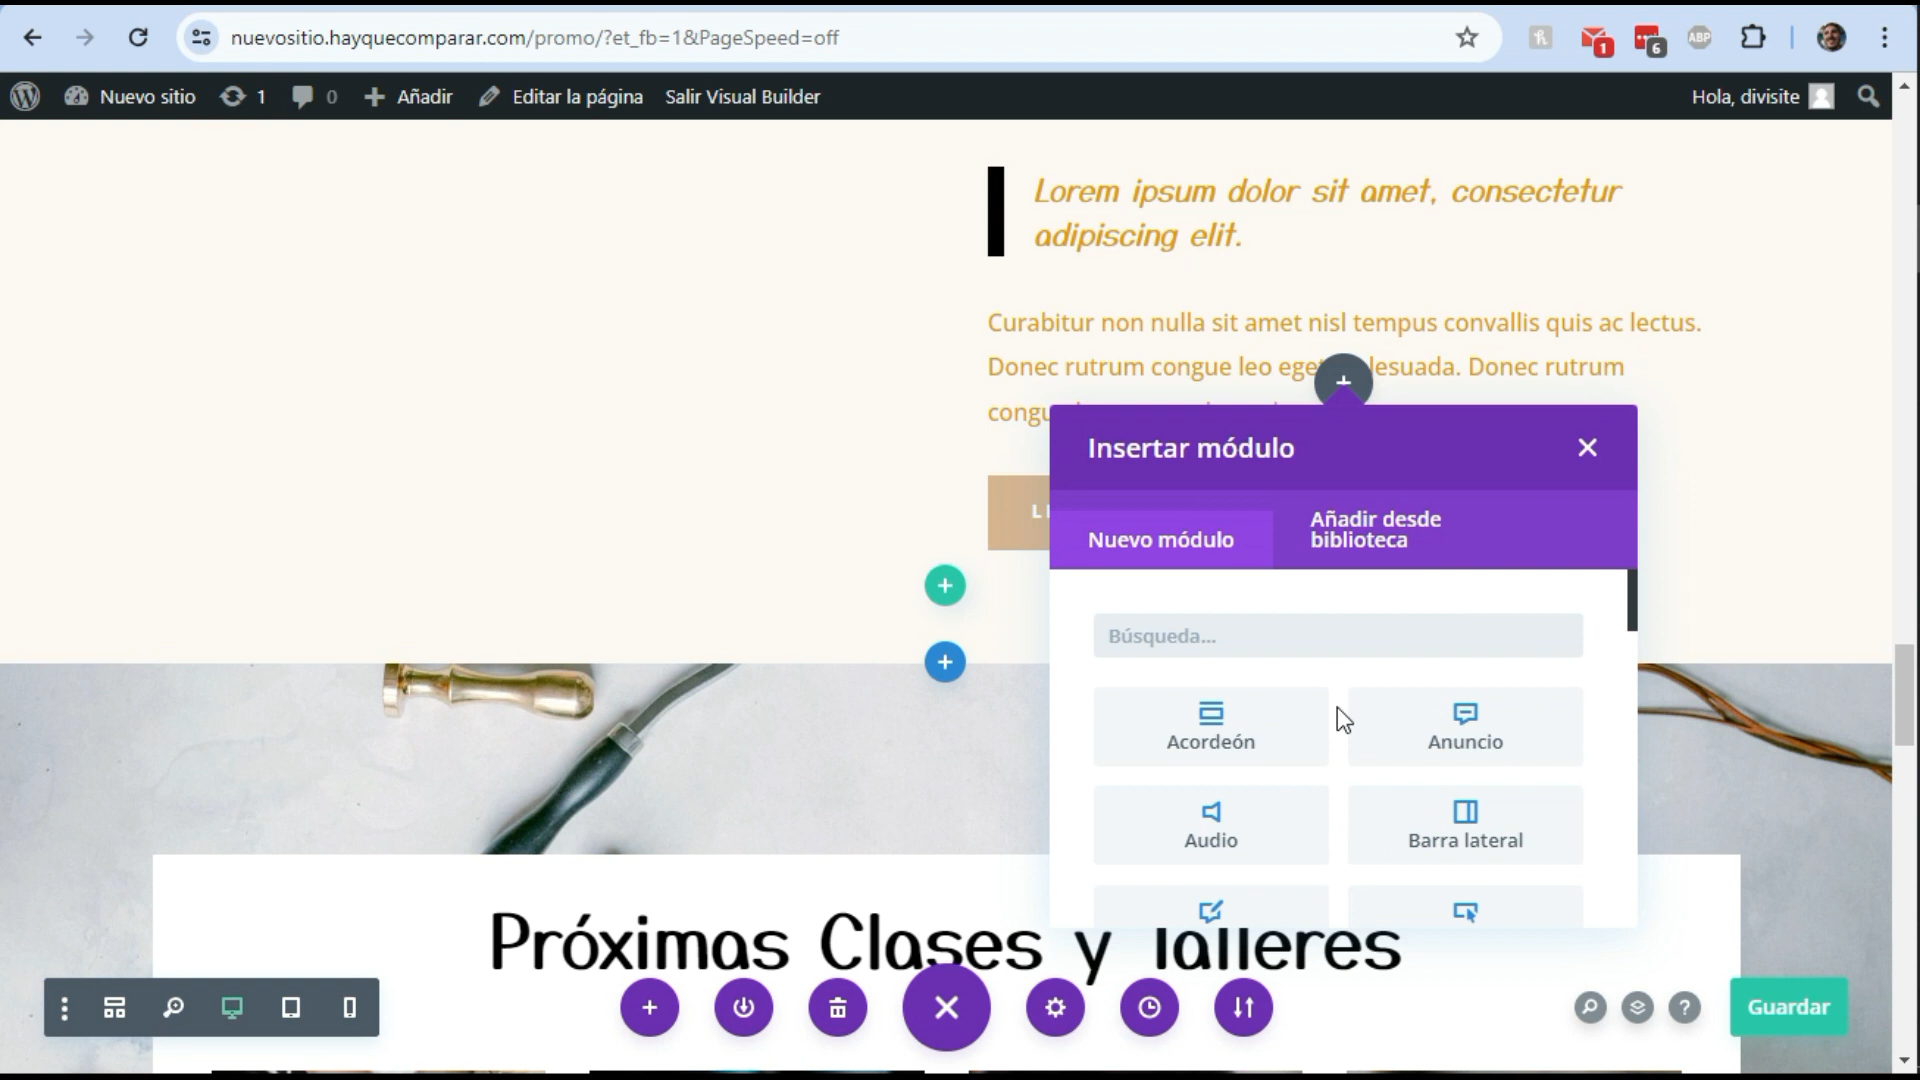 nuevositio.hayquecomparar.com/promo/?et_fb=1&PageSpeed=off
1
6
ABP
Nuevo sitio
1
0
Añadir
Editar la página
Salir Visual Builder
Hola, divisite
Lorem ipsum dolor sit amet, consectetur
adipiscing elit.
Curabitur non nulla sit amet nisl tempus convallis quis ac lectus.
Donec rutrum congue leo eget
Donec rutrum
Insertar módulo
Nuevo módulo
Añadir desde
biblioteca
Búsqueda...
Acordeón
Anuncio
Audio
Barra lateral
Próximas Clases y Talleres
Guardar